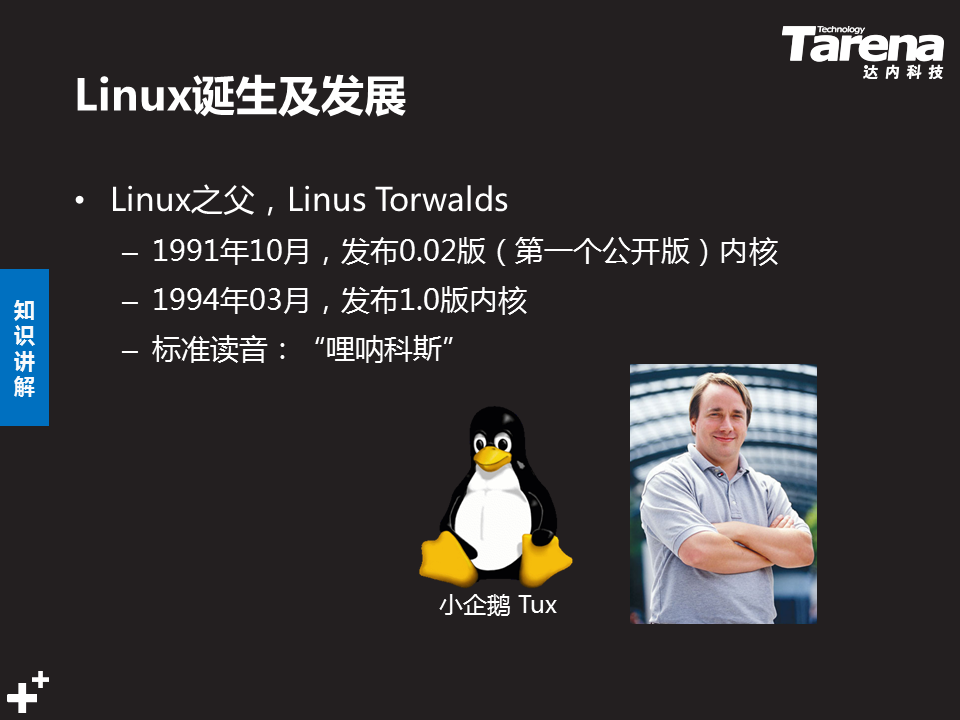 Technology
Tarena
达内科技
Linux诞生及发展
• Linux之父，Linus Torwalds
– 1991年10月，发布0.02版（第一个公开版）内核
– 1994年03月，发布1.0版内核
– 标准读音：“哩呐科斯”
知识讲解
小企鹅 Tux